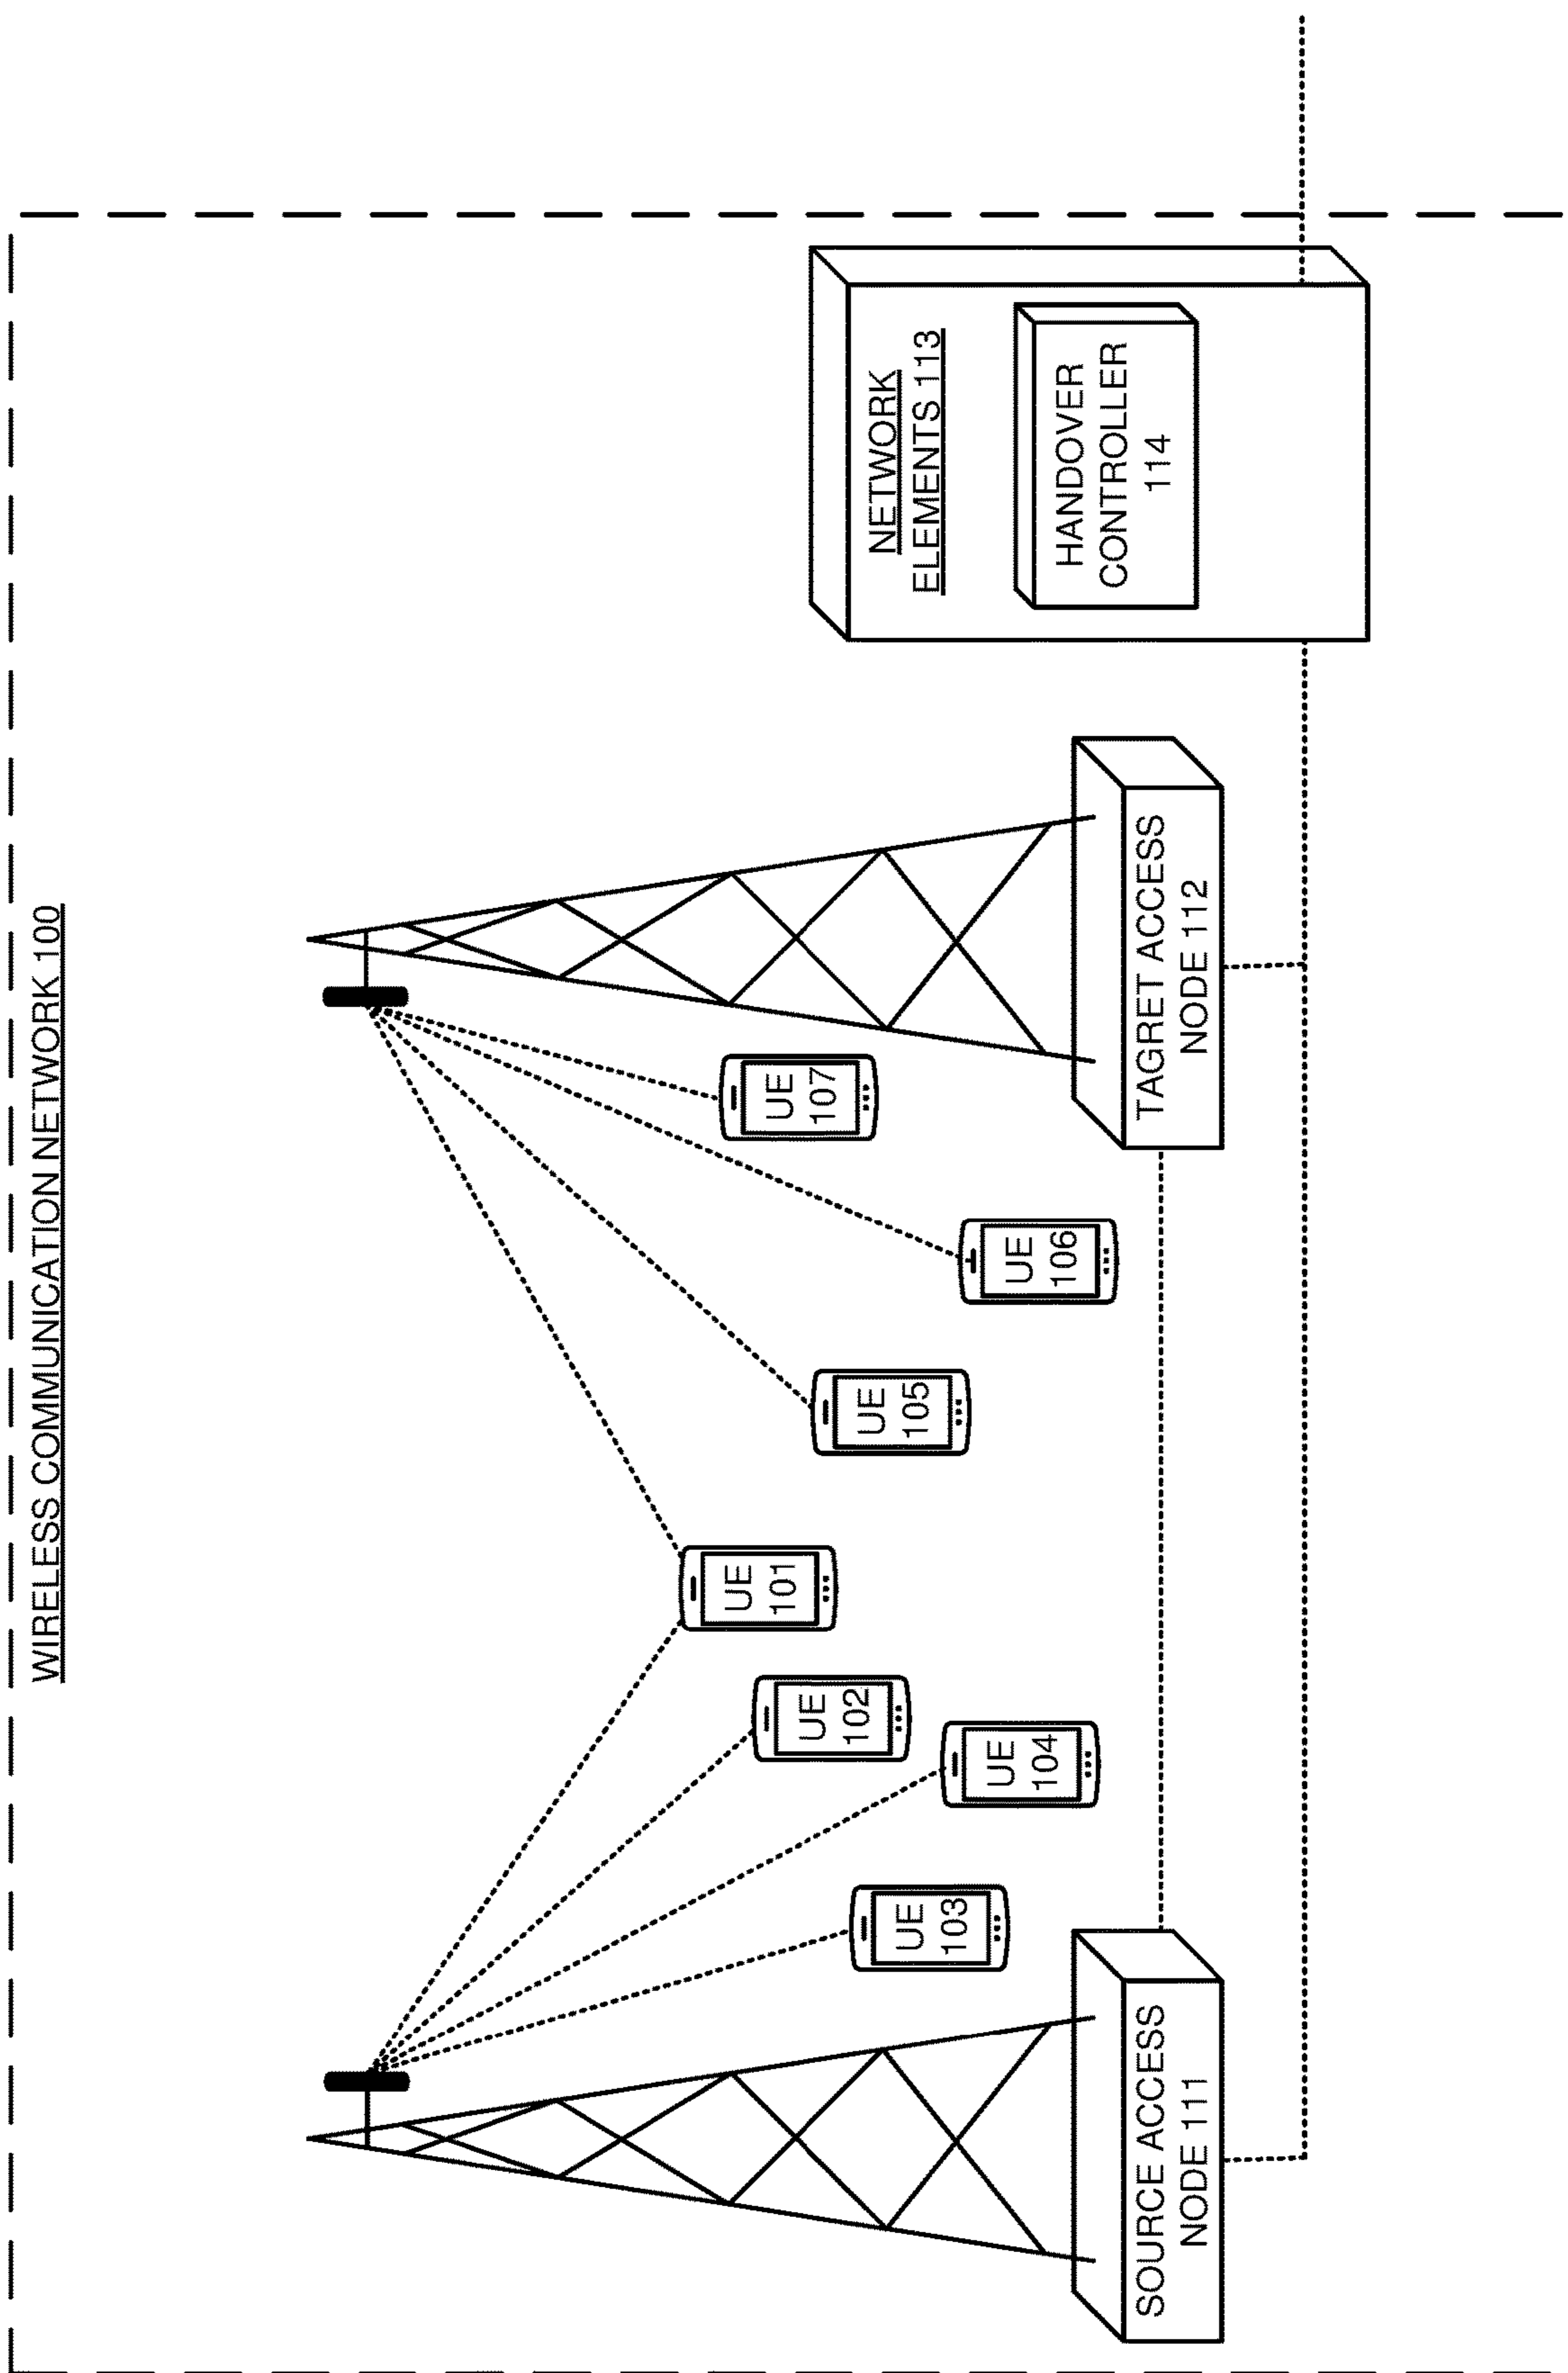 WIRELESS COMMUNICATION NETWORK 100
UE
103
UE
104
UE
102
UE
101
UE
105
UE
106
UE
107
SOURCE ACCESS
NODE 111
TAGRET ACCESS
NODE 112
NETWORK
ELEMENTS 113
HANDOVER
CONTROLLER
114